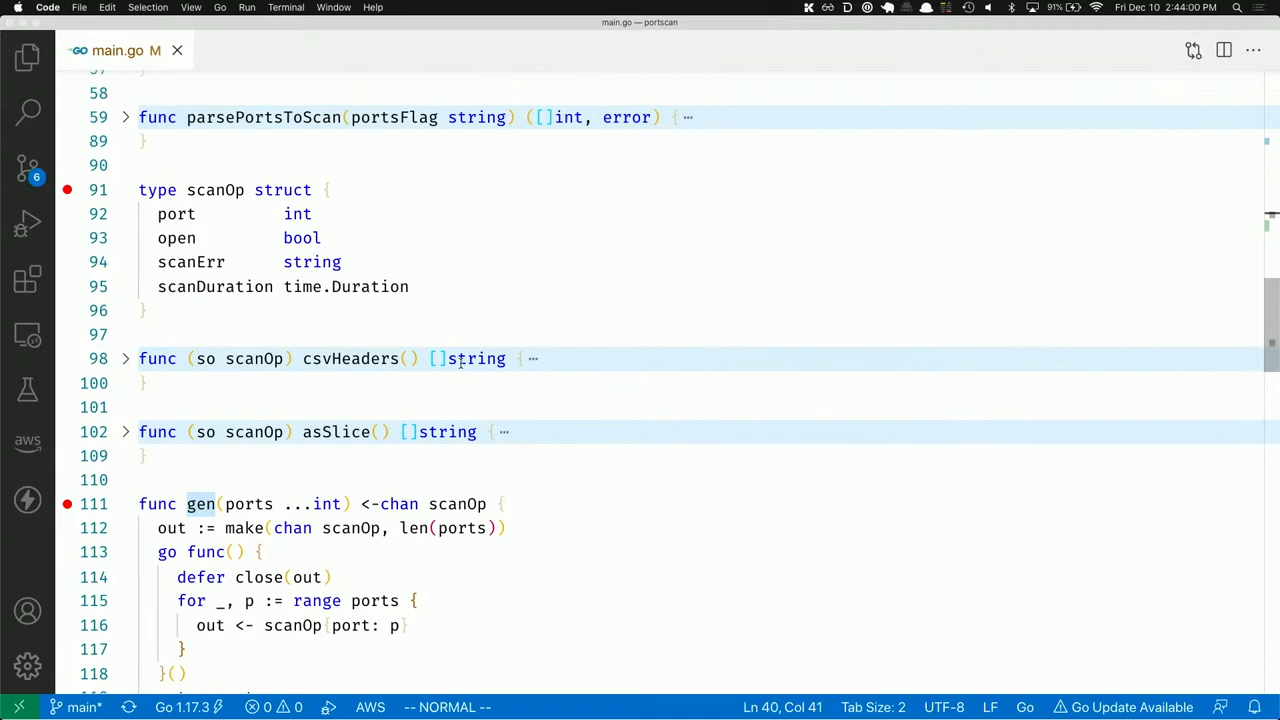 Code File Edit Selection View Go Run Terminal Window Help 91% Fri Dec 10 2:44:00 PM
main.go — portscan
main.go M
57 }
58
59 func parsePortsToScan(portsFlag string) ([]int, error) { ⋯
89 }
90
91 type scanOp struct {
92 port int
93 open bool
94 scanErr string
95 scanDuration time.Duration
96 }
97
98 func (so scanOp) csvHeaders() []string { ⋯
100 }
101
102 func (so scanOp) asSlice() []string { ⋯
109 }
110
111 func gen(ports ...int) <-chan scanOp {
112 out := make(chan scanOp, len(ports))
113 go func() {
114 defer close(out)
115 for _, p := range ports {
116 out <- scanOp{port: p}
117 }
118 }()
6
aws
main* Go 1.17.3 0 0 AWS -- NORMAL -- Ln 40, Col 41 Tab Size: 2 UTF-8 LF Go Go Update Available